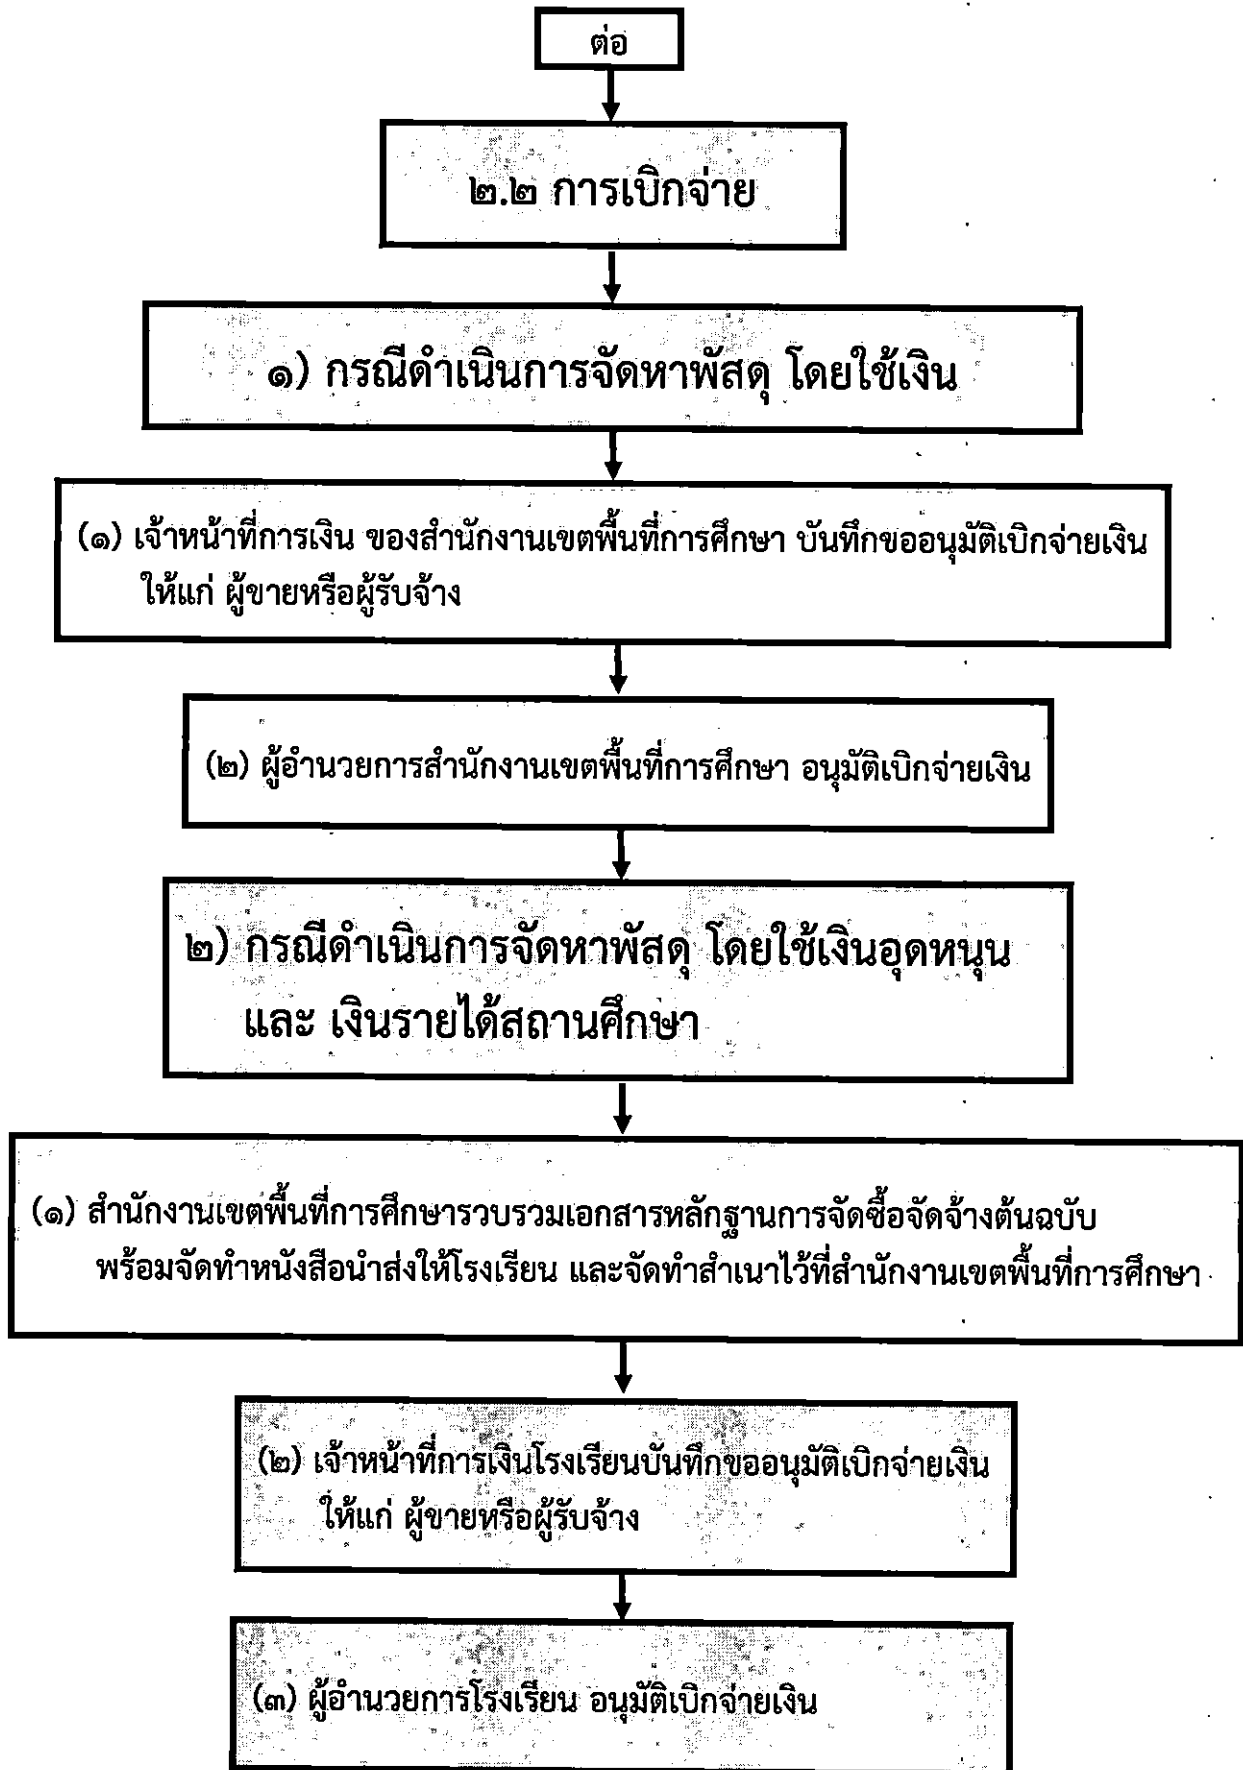 ต่อ
๒.๒ การเบิกจ่าย
๑) กรณีดำเนินการจัดหาพัสดุ โดยใช้เงิน
(๑) เจ้าหน้าที่การเงิน ของสำนักงานเขตพื้นที่การศึกษา บันทึกขออนุมัติเบิกจ่ายเงิน
ให้แก่ ผู้ขายหรือผู้รับจ้าง
(๒) ผู้อำนวยการสำนักงานเขตพื้นที่การศึกษา อนุมัติเบิกจ่ายเงิน
๒) กรณีดำเนินการจัดหาพัสดุ โดยใช้เงินอุดหนุน
และ เงินรายได้สถานศึกษา
(๑) สำนักงานเขตพื้นที่การศึกษารวบรวมเอกสารหลักฐานการจัดซื้อจัดจ้างต้นฉบับ
พร้อมจัดทำหนังสือนำส่งให้โรงเรียน และจัดทำสำเนาไว้ที่สำนักงานเขตพื้นที่การศึกษา
(๒) เจ้าหน้าที่การเงินโรงเรียนบันทึกขออนุมัติเบิกจ่ายเงิน
ให้แก่ ผู้ขายหรือผู้รับจ้าง
(๓) ผู้อำนวยการโรงเรียน อนุมัติเบิกจ่ายเงิน